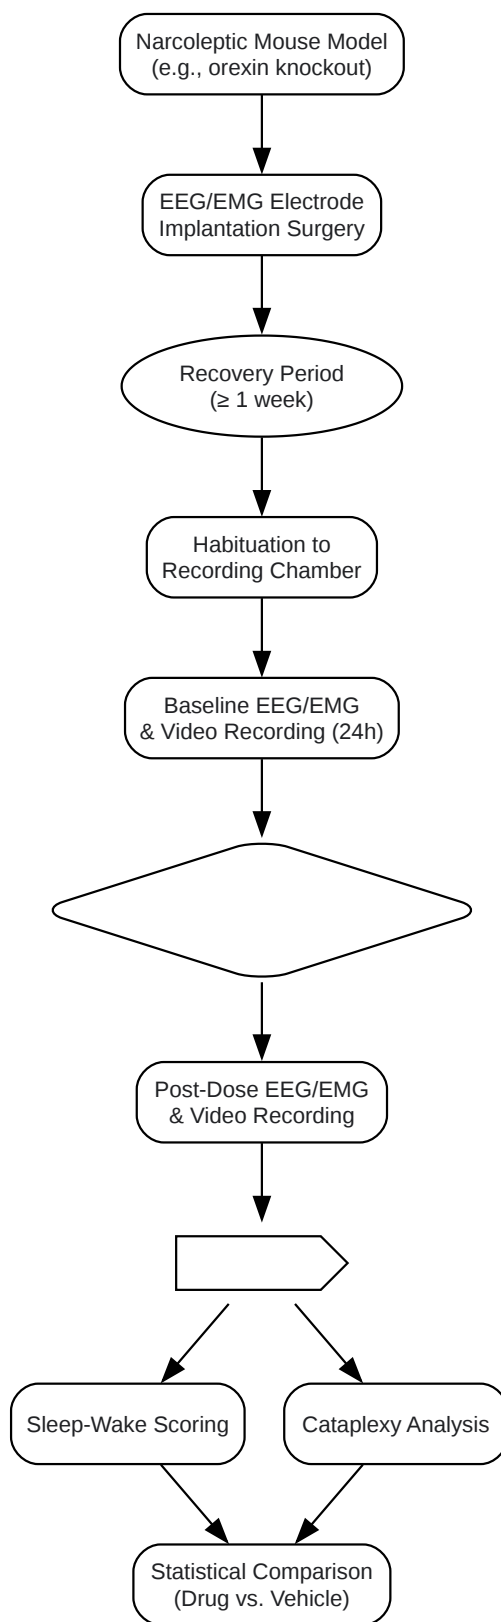 Narcoleptic Mouse Model
(e.g., orexin knockout)
EEG/EMG Electrode
Implantation Surgery
Recovery Period
(≥ 1 week)
Habituation to
Recording Chamber
Baseline EEG/EMG
& Video Recording (24h)
Post-Dose EEG/EMG
& Video Recording
Sleep-Wake Scoring
Cataplexy Analysis
Statistical Comparison
(Drug vs. Vehicle)